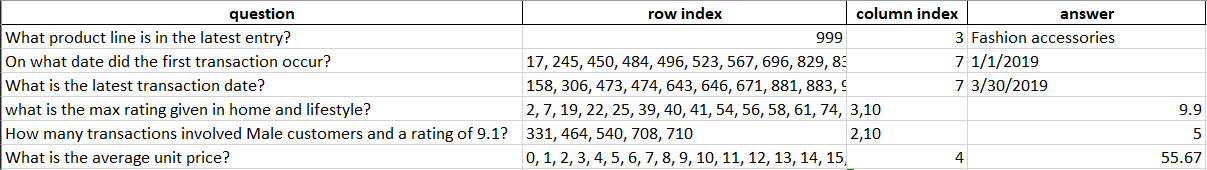 question row index column index answer
What product line is in the latest entry? 999 3 Fashion accessories
On what date did the first transaction occur? 17, 245, 450, 484, 496, 523, 567, 696, 829, 7 1/1/2019
What is the latest transaction date? 158, 306, 473, 474, 643, 646, 671, 881, 883, 7 3/30/2019
what is the max rating given in home and lifestyle? 2, 7, 19, 22, 25, 39, 40, 41, 54, 56, 58, 61, 74, 3,10 9.9
How many transactions involved Male customers and a rating of 9.1? 331, 464, 540, 708, 710 2,10 5
What is the average unit price? 0, 1, 2, 3, 4, 5, 6, 7, 8, 9, 10, 11, 12, 13, 14, 15, 4 55.67